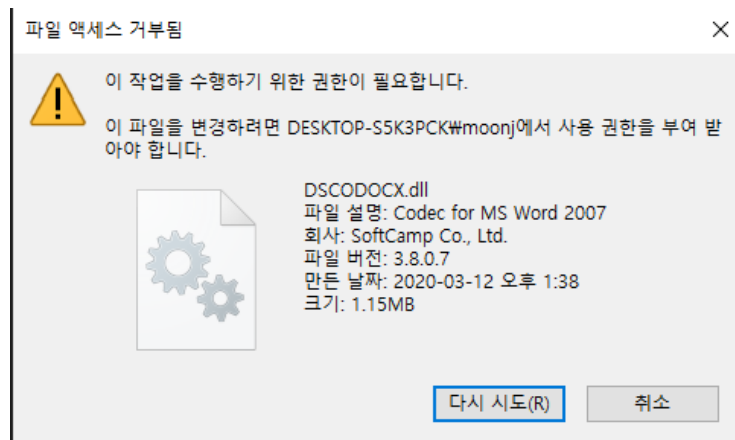 파일 액세스 거부됨
이 작업을 수행하기 위한 권한이 필요합니다.
이 파일을 변경하려면 DESKTOP-S5K3PCK₩moonj에서 사용 권한을 부여 받
아야 합니다.
DSCODOCX.dll
파일 설명: Codec for MS Word 2007
회사: SoftCamp Co., Ltd.
파일 버전: 3.8.0.7
만든 날짜: 2020-03-12 오후 1:38
크기: 1.15MB
다시 시도(R)
취소